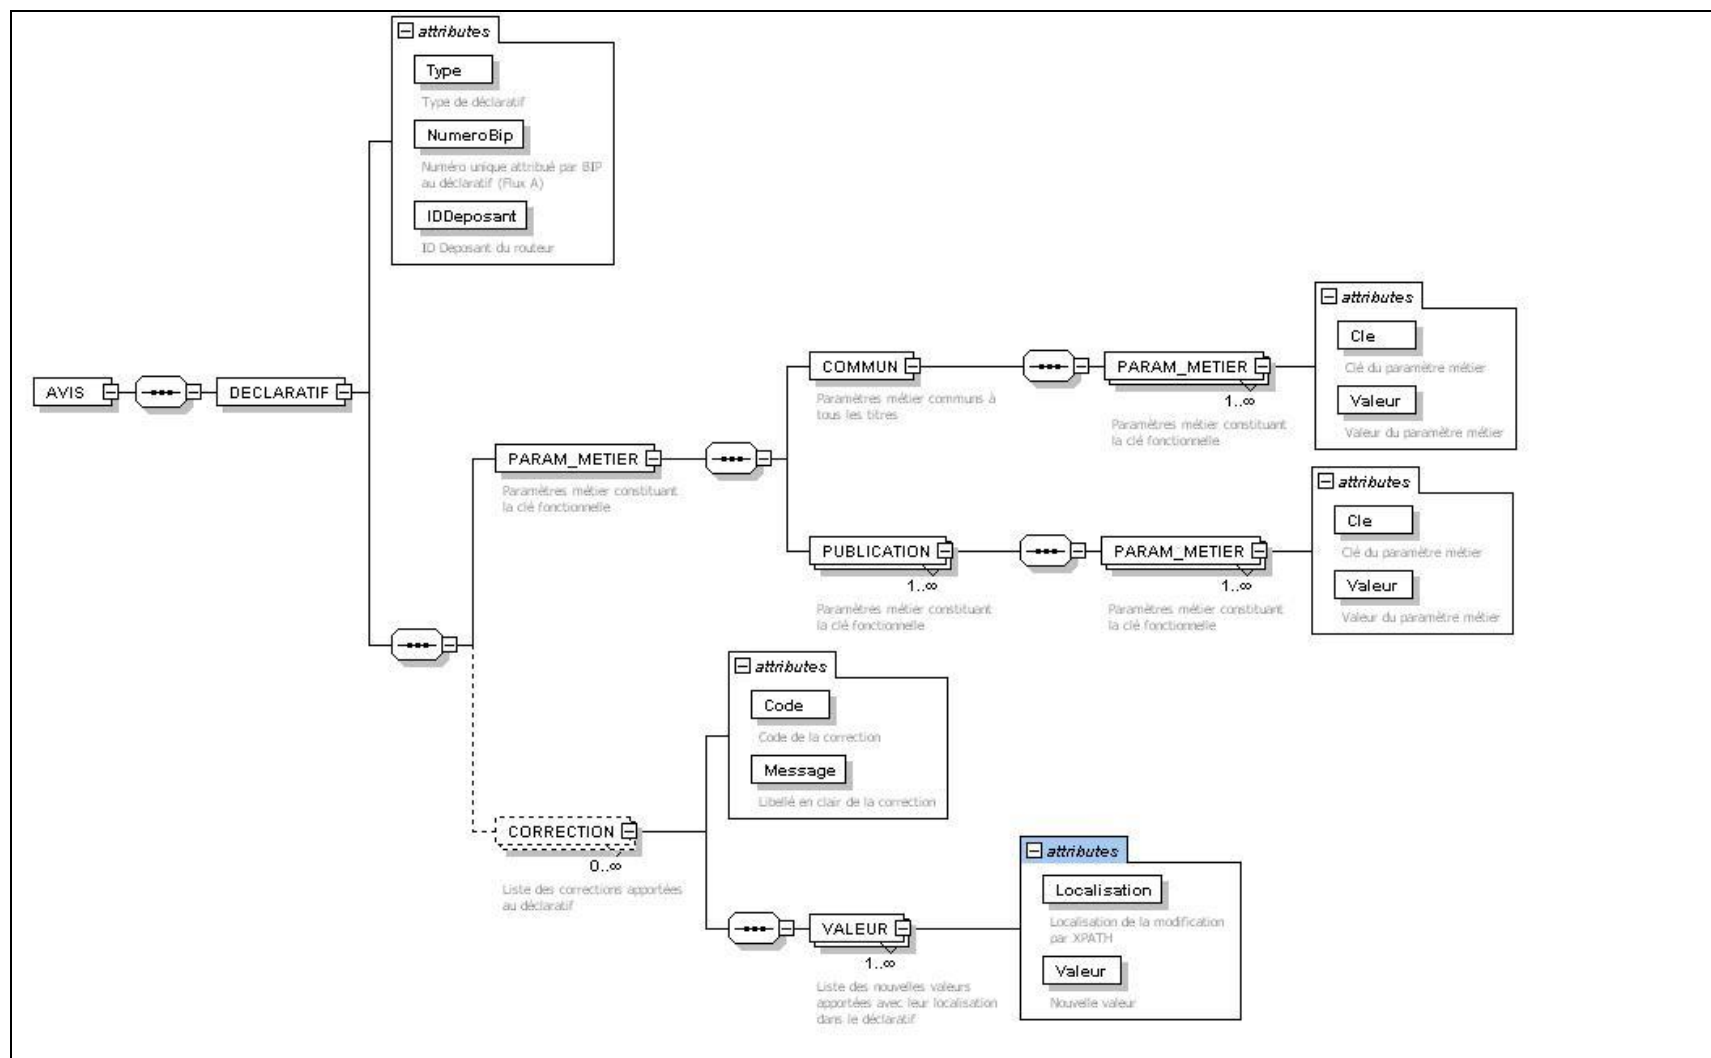 attributes
Type
Type de déclaratif
NumeroBip
Numéro unique attribué par BIP
au déclaratif (Flux A)
IDDeposant
ID Deposant du routeur
AVIS
DECLARATIF
PARAM_METIER
Paramètres métier constituant
la clé fonctionnelle
COMMUN
Paramètres métier communs à
tous les titres
PARAM_METIER
1..∞
Paramètres métier constituant
la clé fonctionnelle
attributes
Cle
Clé du paramètre métier
Valeur
Valeur du paramètre métier
PUBLICATION
1..∞
Paramètres métier constituant
la clé fonctionnelle
PARAM_METIER
1..∞
Paramètres métier constituant
la clé fonctionnelle
attributes
Cle
Clé du paramètre métier
Valeur
Valeur du paramètre métier
CORRECTION
0..∞
Liste des corrections apportées
au déclaratif
attributes
Code
Code de la correction
Message
Libellé en clair de la correction
VALEUR
1..∞
Liste des nouvelles valeurs
apportées avec leur localisation
dans le déclaratif
attributes
Localisation
Localisation de la modification
par XPATH
Valeur
Nouvelle valeur